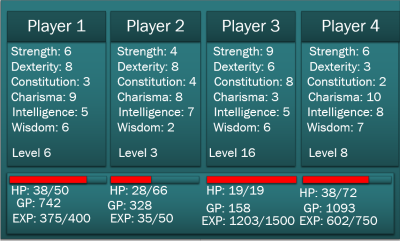 Player 1
Strength: 6
Dexterity: 8
Constitution: 3
Charisma: 9
Intelligence: 5
Wisdom: 6
Level 6
HP: 38/50
GP: 742
EXP: 375/400
Player 2
Strength: 4
Dexterity: 8
Constitution: 4
Charisma: 8
Intelligence: 7
Wisdom: 2
Level 3
HP: 28/66
GP: 328
EXP: 35/50
Player 3
Strength: 9
Dexterity: 6
Constitution: 8
Charisma: 3
Intelligence: 5
Wisdom: 6
Level 16
HP: 19/19
GP: 158
EXP: 1203/1500
Player 4
Strength: 6
Dexterity: 3
Constitution: 2
Charisma: 10
Intelligence: 8
Wisdom: 7
Level 8
HP: 38/72
GP: 1093
EXP: 602/750